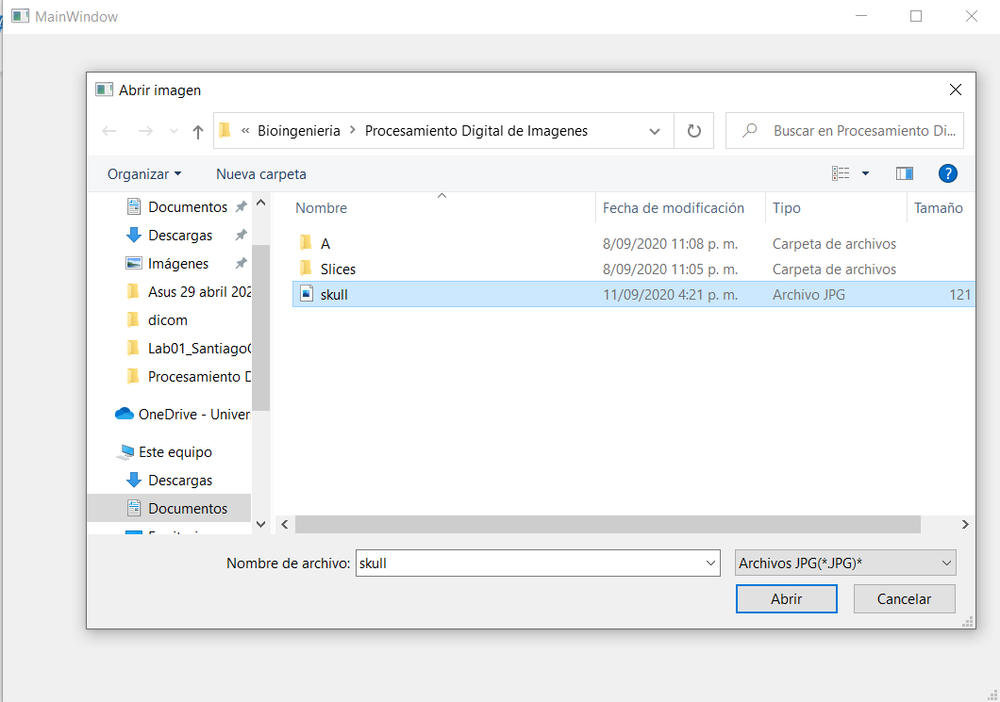 MainWindow
Abrir imagen
« Bioingenieria > Procesamiento Digital de Imagenes
Buscar en Procesamiento Di...
Organizar
Nueva carpeta
?
Documentos
Descargas
Imágenes
Asus 29 abril 202
dicom
Lab01_Santiago
Procesamiento D
OneDrive - Univer
Este equipo
Descargas
Documentos
Nombre Fecha de modificación Tipo Tamaño
A 8/09/2020 11:08 p. m. Carpeta de archivos
Slices 8/09/2020 11:05 p. m. Carpeta de archivos
skull 11/09/2020 4:21 p. m. Archivo JPG 121
Nombre de archivo: skull Archivos JPG(*.JPG)*
Abrir Cancelar